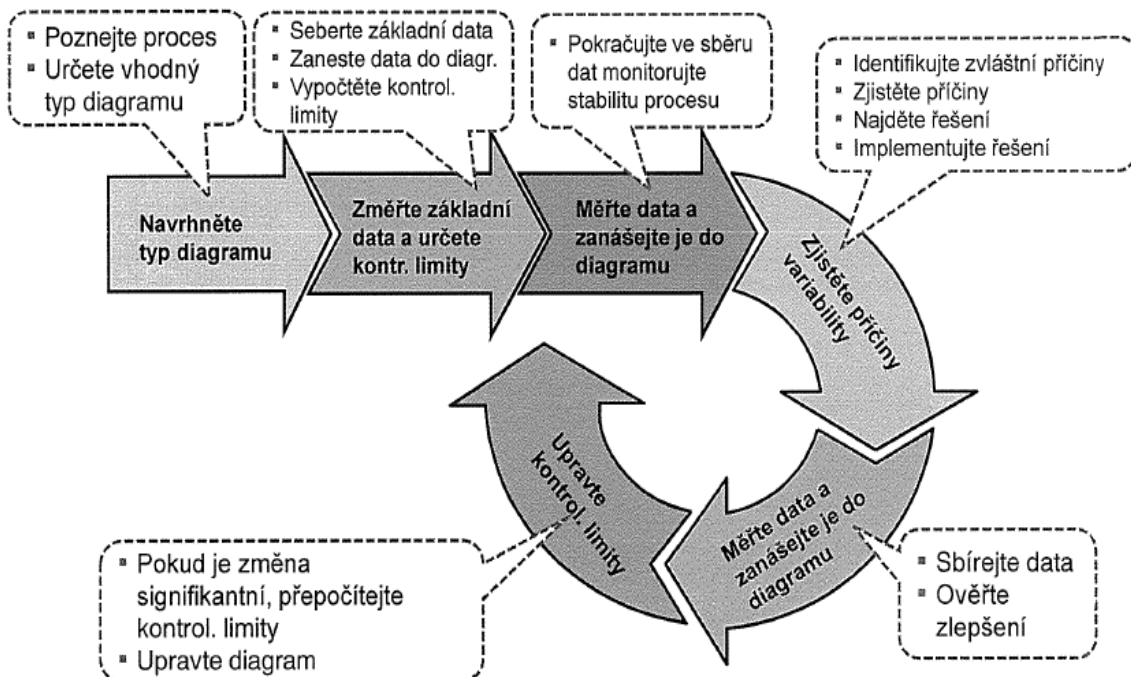 ▪ Poznejte proces
▪ Určete vhodný
typ diagramu
▪ Seberte základní data
▪ Zaneste data do diagr.
▪ Vypočtěte kontrol.
limity
▪ Pokračujte ve sběru
dat monitorujte
stabilitu procesu
▪ Identifikujte zvláštní příčiny
▪ Zjistěte příčiny
▪ Najděte řešení
▪ Implementujte řešení
Navrhněte
typ diagramu
Změřte základní
data a určete
kontr. limity
Měřte data a
zanášejte je do
diagramu
Zjistěte příčiny
variability
Měřte data a
zanášejte je do
diagramu
▪ Sbírejte data
▪ Ověřte
zlepšení
Upravte
kontrol. limity
▪ Pokud je změna
signifikantní, přepočítejte
kontrol. limity
▪ Upravte diagram